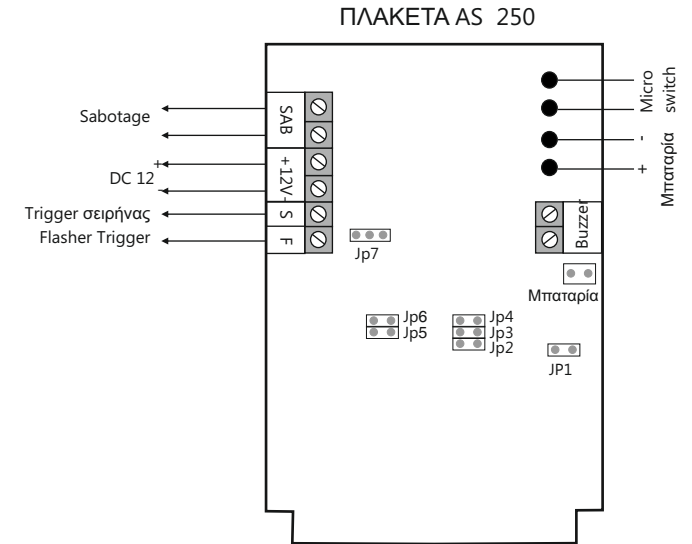 ΠΛΑΚΕΤΑ AS 250
Sabotage
+
DC 12
-
Trigger σειρήνας
Flasher Trigger
SAB
+12V-
S
F
Jp7
Jp6
Jp5
Jp4
Jp3
Jp2
JP1
Μπαταρία
Buzzer
Micro
switch
-
+
Μπαταρία